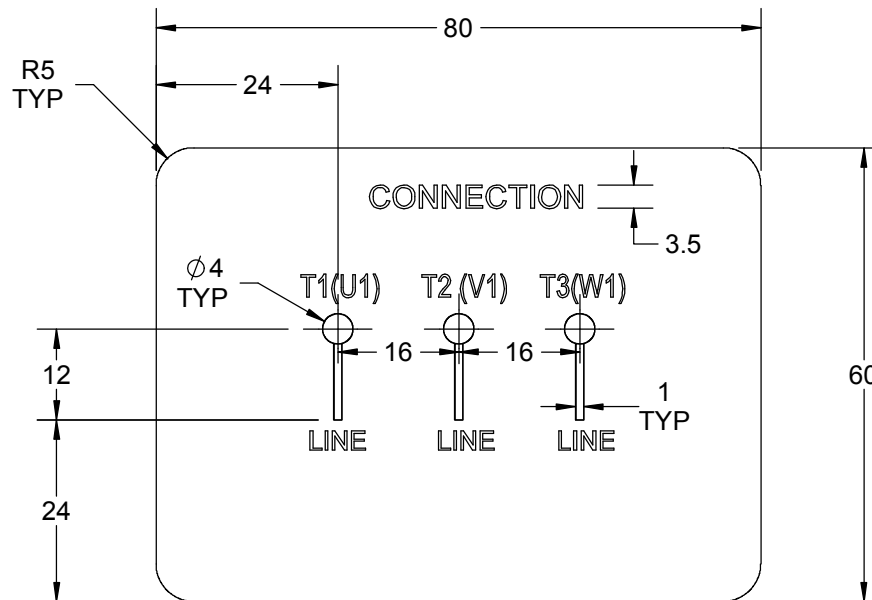 80
24
R5
TYP
CONNECTION
3.5
⌀4
TYP
T1(U1) T2 (V1) T3(W1)
16 16
12
1
TYP
60
LINE LINE LINE
24